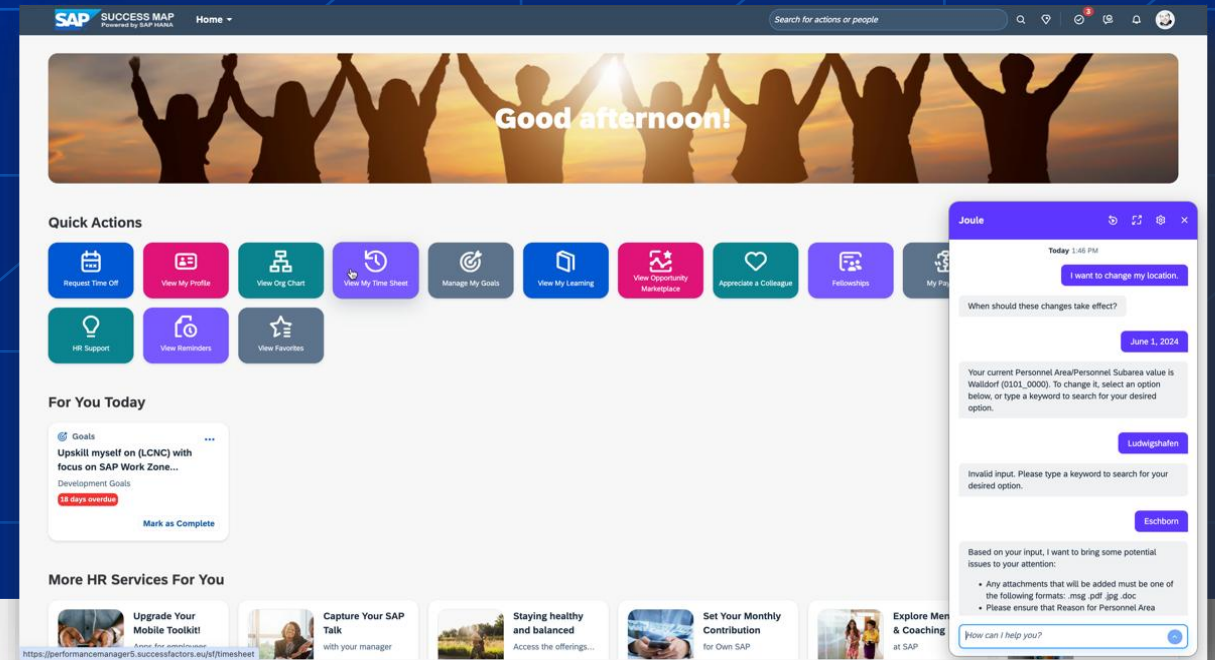 SAP SUCCESS MAP
Powered by SAP HANA
Home
Search for actions or people
3
Good afternoon!
Quick Actions
Request Time Off
View My Profile
View Org Chart
View My Time Sheet
Manage My Goals
View My Learning
View Opportunity
Marketplace
Appreciate a Colleague
Fellowships
My Pay
HR Support
View Reminders
View Favorites
For You Today
Goals
Upskill myself on (LCNC) with
focus on SAP Work Zone...
Development Goals
18 days overdue
Mark as Complete
More HR Services For You
Upgrade Your
Mobile Toolkit!
Apps for employees
Capture Your SAP
Talk
with your manager
Staying healthy
and balanced
Access the offerings...
Set Your Monthly
Contribution
for Own SAP
Explore Men
& Coaching
at SAP
https://performancemanager5.successfactors.eu/sf/timesheet
Joule
Today 1:46 PM
I want to change my location.
When should these changes take effect?
June 1, 2024
Your current Personnel Area/Personnel Subarea value is
Walldorf (0101_0000). To change it, select an option
below, or type a keyword to search for your desired
option.
Ludwigshafen
Invalid input. Please type a keyword to search for your
desired option.
Eschborn
Based on your input, I want to bring some potential
issues to your attention:
• Any attachments that will be added must be one of
the following formats: .msg .pdf .jpg .doc
• Please ensure that Reason for Personnel Area
How can I help you?